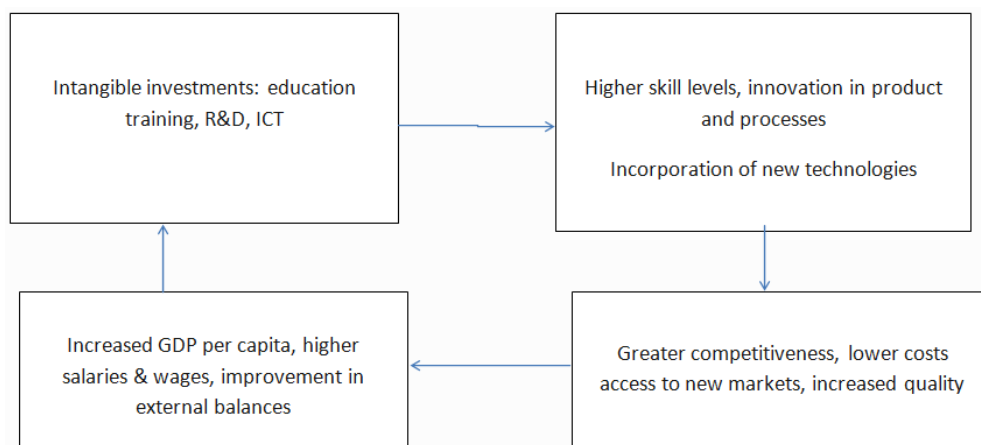 Intangible investments: education
training, R&D, ICT
Higher skill levels, innovation in product
and processes
Incorporation of new technologies
Increased GDP per capita, higher
salaries & wages, improvement in
external balances
Greater competitiveness, lower costs
access to new markets, increased quality